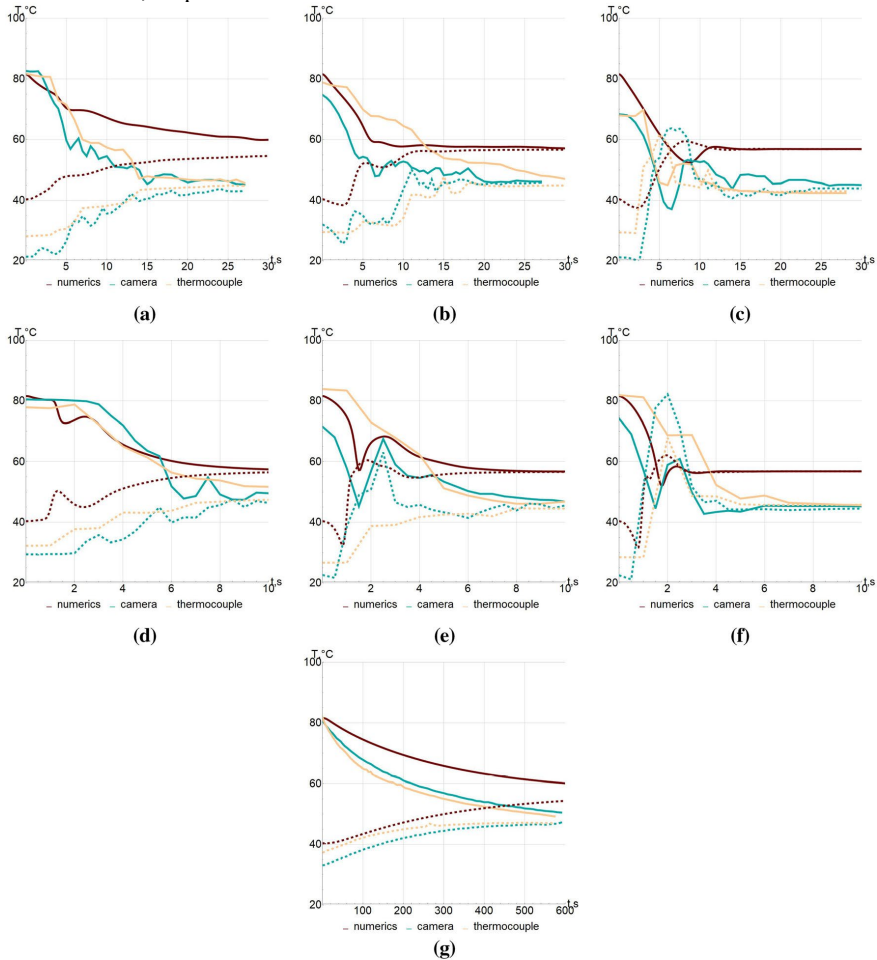 T,°C T,°C T,°C
100 100 100
80 80 80
60 60 60
40 40 40
20 20 20
5 10 15 20 25 30 t,s 5 10 15 20 25 30 t,s 5 10 15 20 25 30 t,s
numerics camera thermocouple numerics camera thermocouple numerics camera thermocouple
(a) (b) (c)
T,°C T,°C T,°C
100 100 100
80 80 80
60 60 60
40 40 40
20 20 20
2 4 6 8 10 t,s 2 4 6 8 10 t,s 2 4 6 8 10 t,s
numerics camera thermocouple numerics camera thermocouple numerics camera thermocouple
(d) (e) (f)
T,°C
100
80
60
40
20
100 200 300 400 500 600 t,s
numerics camera thermocouple
(g)